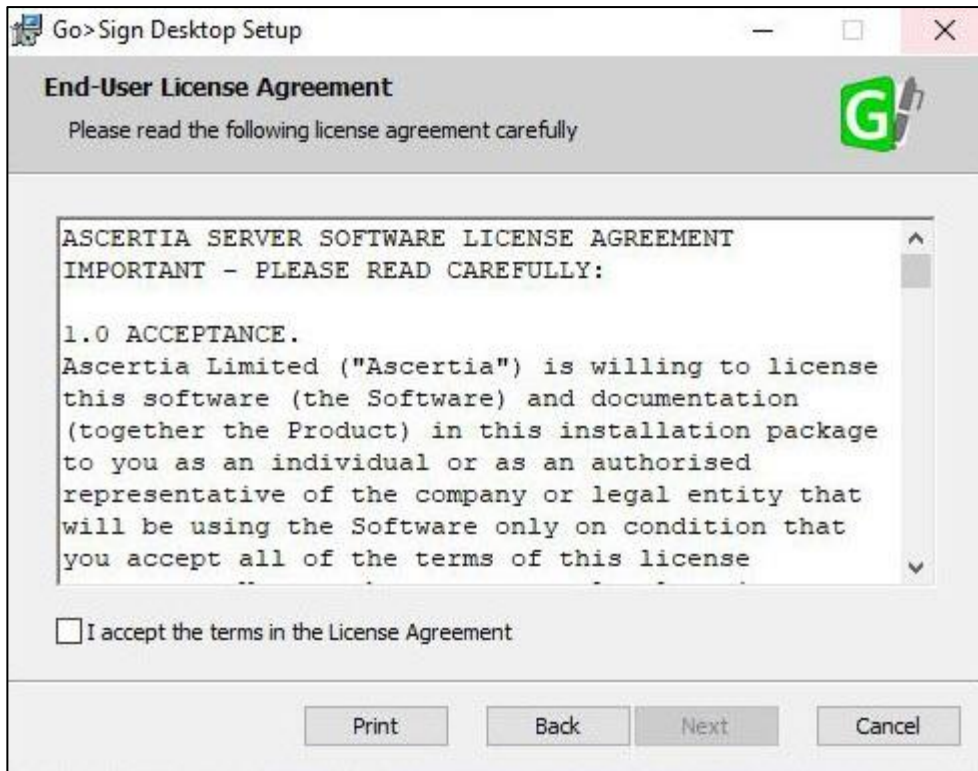 Go>Sign Desktop Setup
End-User License Agreement
Please read the following license agreement carefully
G
ASCERTIA SERVER SOFTWARE LICENSE AGREEMENT
IMPORTANT - PLEASE READ CAREFULLY:
1.0 ACCEPTANCE.
Ascertia Limited ("Ascertia") is willing to license
this software (the Software) and documentation
(together the Product) in this installation package
to you as an individual or as an authorised
representative of the company or legal entity that
will be using the Software only on condition that
you accept all of the terms of this license
I accept the terms in the License Agreement
Print Back Next Cancel